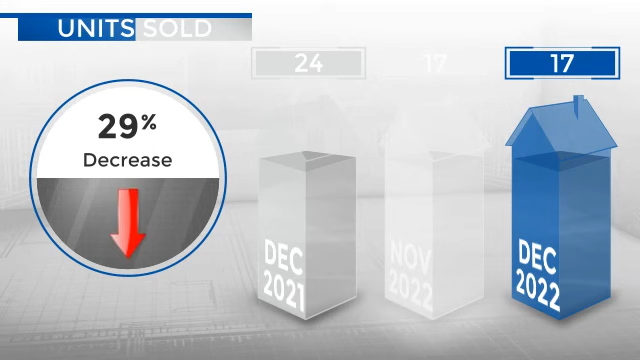 UNITS SOLD
24
17
17
29%
Decrease
DEC
2021
NOV
2022
DEC
2022